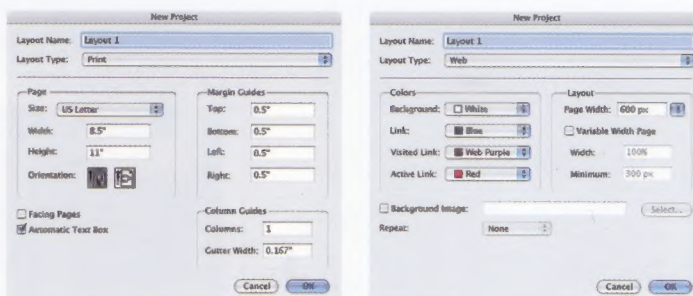 New Project
Layout Name: Layout 1
Layout Type: Print
Page
Size: US Letter
Width: 8.5"
Height: 11"
Orientation:
Facing Pages
Automatic Text Box
Margin Guides
Top: 0.5"
Bottom: 0.5"
Left: 0.5"
Right: 0.5"
Column Guides
Columns: 1
Gutter Width: 0.167"
Cancel OK
New Project
Layout Name: Layout 1
Layout Type: Web
Colors
Background: White
Link: Blue
Visited Link: Web Purple
Active Link: Red
Layout
Page Width: 600 px
Variable Width Page
Width: 100%
Minimum: 300 px
Background Image: Select...
Repeat: None
Cancel OK